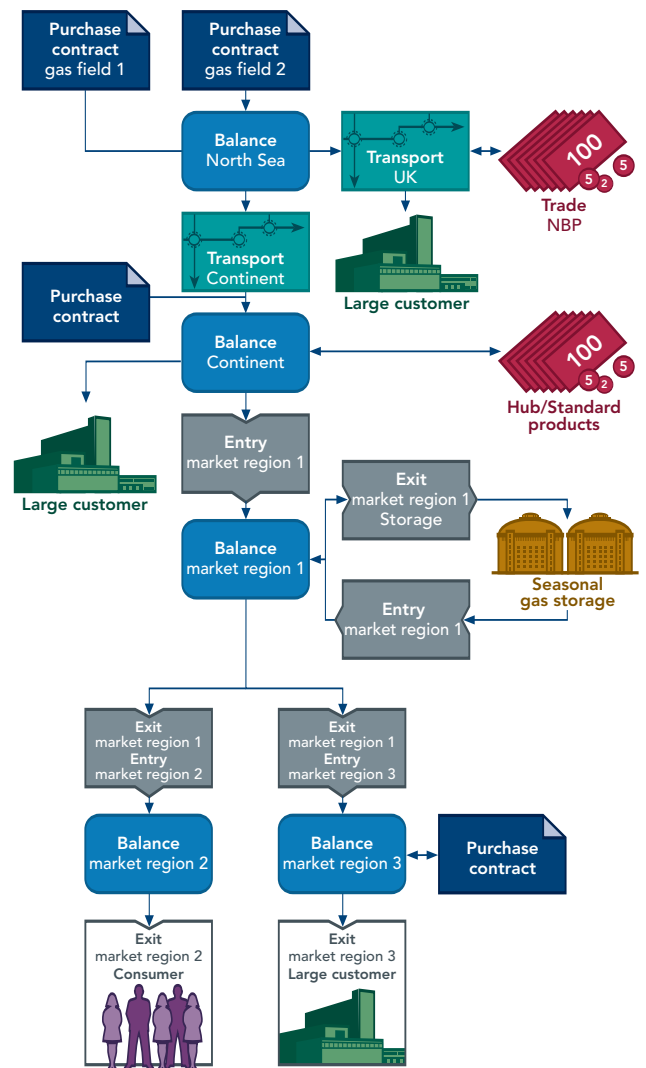 Purchase
contract
gas field 1
Purchase
contract
gas field 2
Balance
North Sea
Transport
UK
100
5
2
5
Trade
NBP
Transport
Continent
Large customer
Purchase
contract
Balance
Continent
100
5
2
5
Hub/Standard
products
Large customer
Entry
market region 1
Exit
market region 1
Storage
Balance
market region 1
Seasonal
gas storage
Entry
market region 1
Exit
market region 1
Entry
market region 2
Exit
market region 1
Entry
market region 3
Balance
market region 2
Balance
market region 3
Purchase
contract
Exit
market region 2
Consumer
Exit
market region 3
Large customer